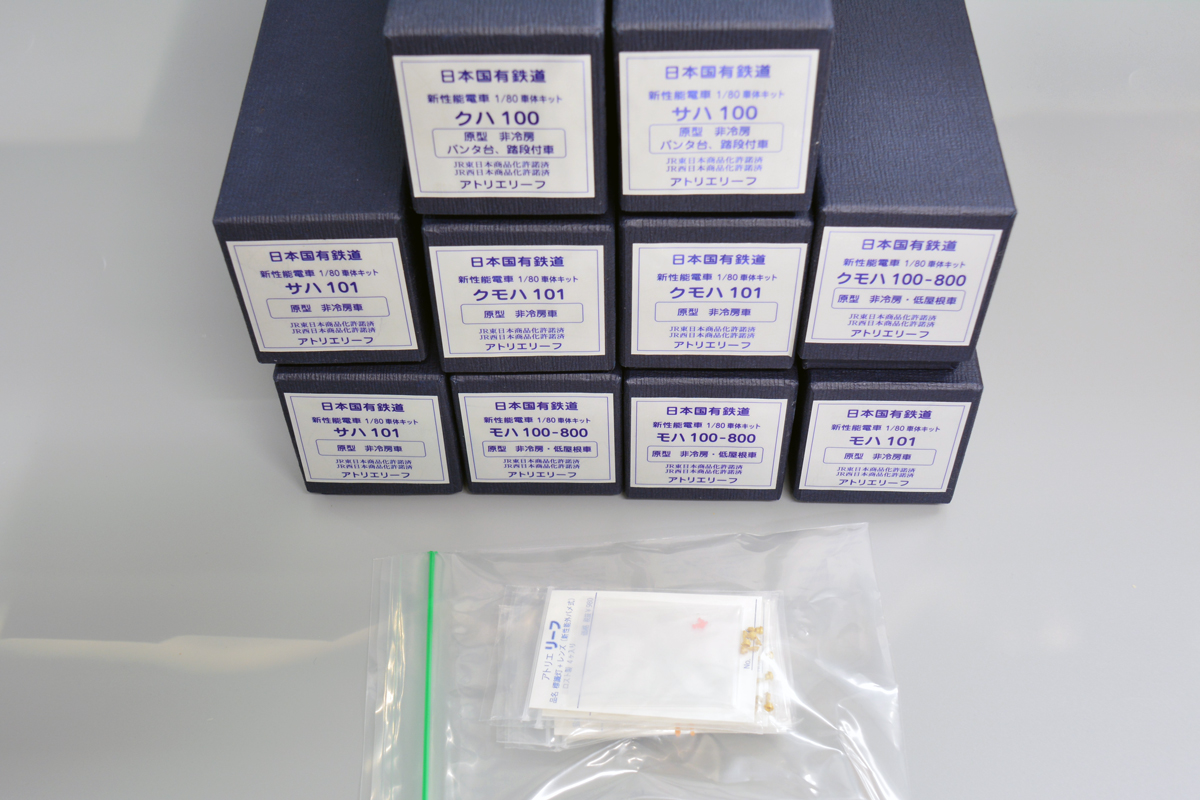 日本国有鉄道
新性能電車 1/80 車体キット
クハ 100
原型 非冷房
パンタ台、踏段付車
JR東日本商品化許諾済
JR西日本商品化許諾済
アトリエリーフ
日本国有鉄道
新性能電車 1/80 車体キット
サハ 100
原型 非冷房
パンタ台、踏段付車
JR東日本商品化許諾済
JR西日本商品化許諾済
アトリエリーフ
日本国有鉄道
新性能電車 1/80 車体キット
サハ 101
原型 非冷房車
JR東日本商品化許諾済
JR西日本商品化許諾済
アトリエリーフ
日本国有鉄道
新性能電車 1/80 車体キット
クモハ 101
原型 非冷房車
JR東日本商品化許諾済
JR西日本商品化許諾済
アトリエリーフ
日本国有鉄道
新性能電車 1/80 車体キット
クモハ 101
原型 非冷房車
JR東日本商品化許諾済
JR西日本商品化許諾済
アトリエリーフ
日本国有鉄道
新性能電車 1/80 車体キット
クモハ 100-800
原型 非冷房・低屋根車
JR東日本商品化許諾済
JR西日本商品化許諾済
アトリエリーフ
日本国有鉄道
新性能電車 1/80 車体キット
サハ 101
原型 非冷房車
JR東日本商品化許諾済
JR西日本商品化許諾済
アトリエリーフ
日本国有鉄道
新性能電車 1/80 車体キット
モハ 100-800
原型 非冷房・低屋根車
JR東日本商品化許諾済
JR西日本商品化許諾済
アトリエリーフ
日本国有鉄道
新性能電車 1/80 車体キット
モハ 100-800
原型 非冷房・低屋根車
JR東日本商品化許諾済
JR西日本商品化許諾済
アトリエリーフ
日本国有鉄道
新性能電車 1/80 車体キット
モハ 101
原型 非冷房車
JR東日本商品化許諾済
JR西日本商品化許諾済
アトリエリーフ
アトリエ リーフ
品名 標識灯+レンズ(新性能外バメ式)
No.